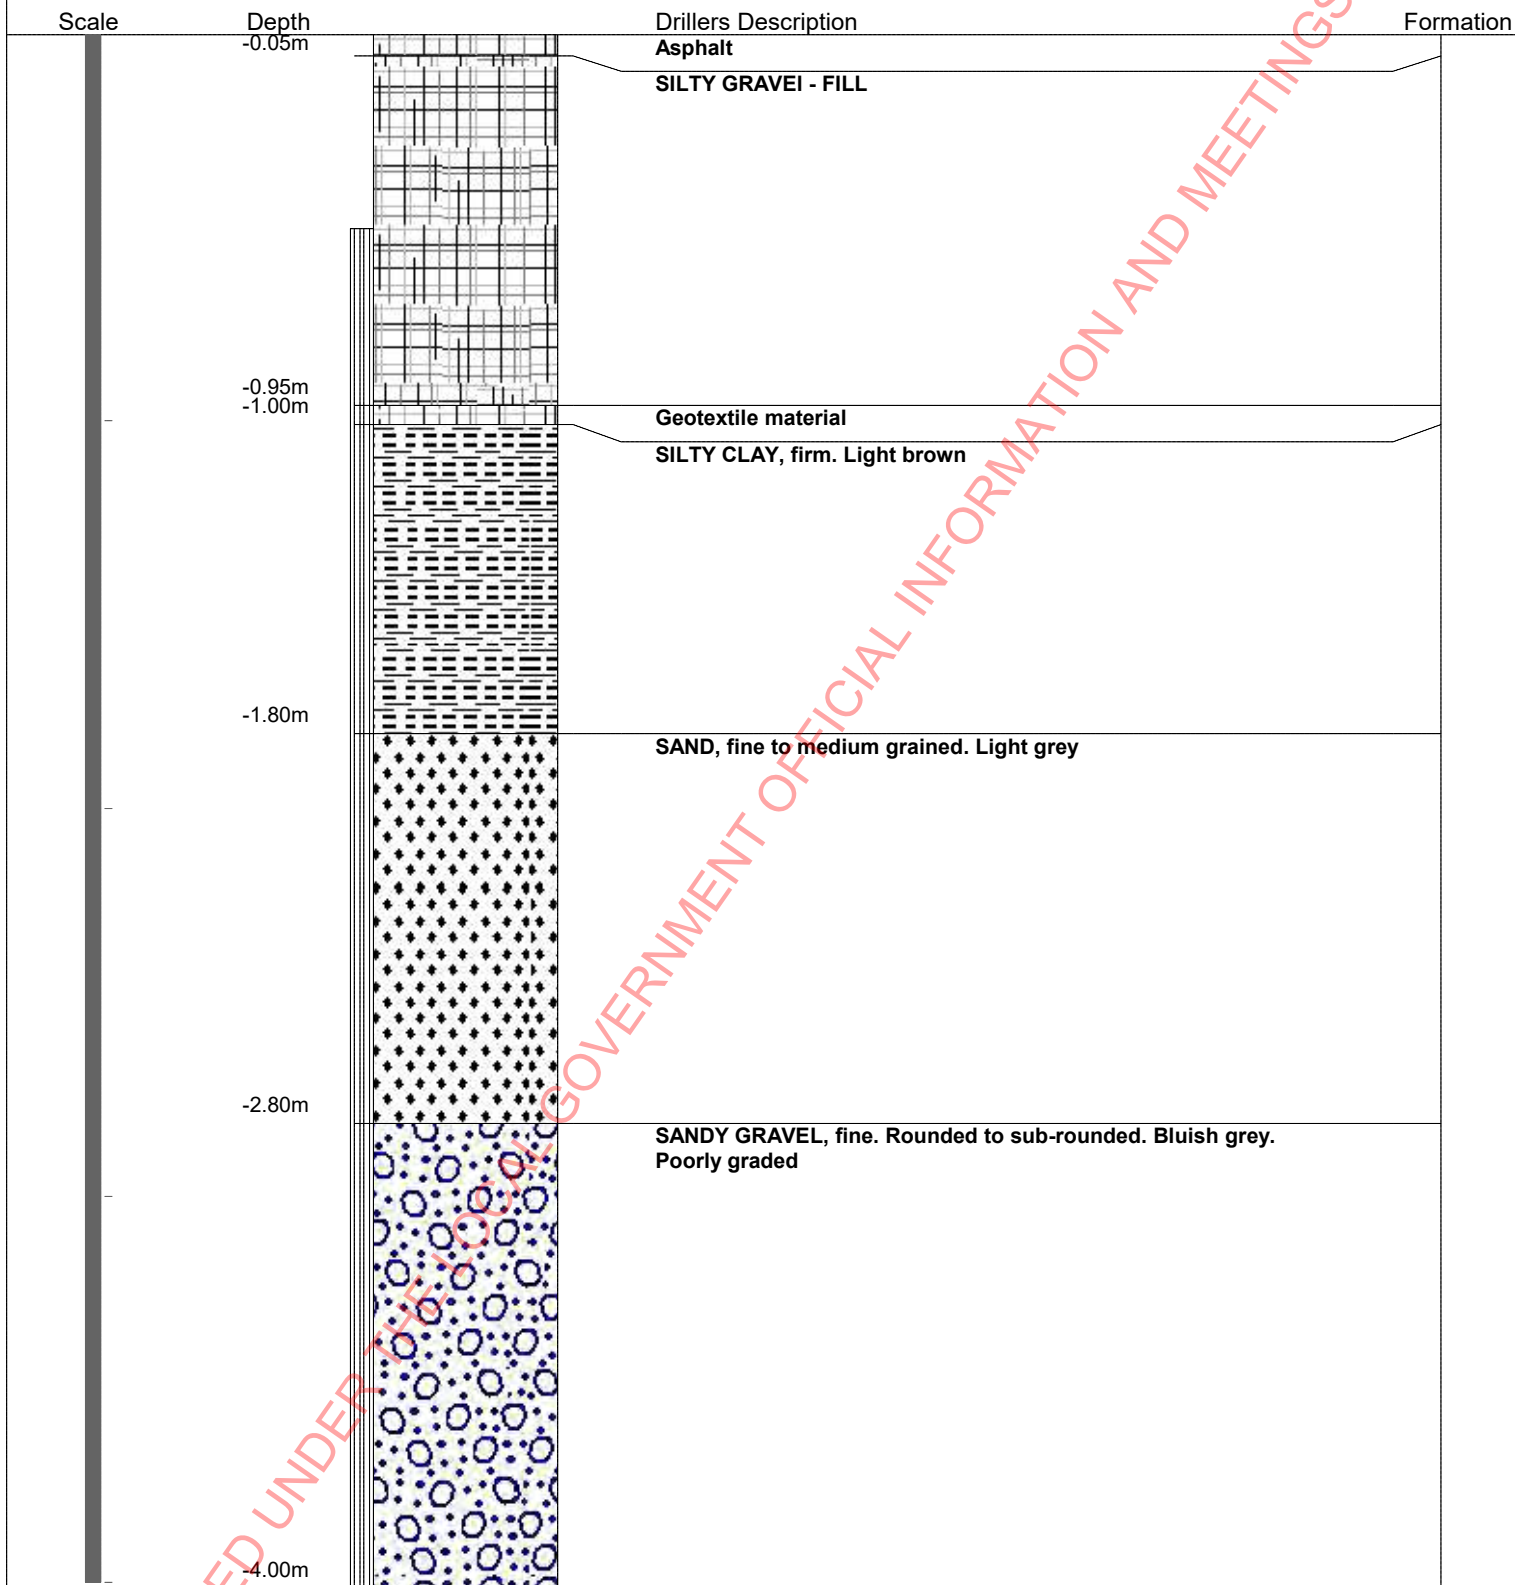 Scale Depth Drillers Description Formation
-0.05m
Asphalt
SILTY GRAVEl - FILL
-0.95m
-1.00m
Geotextile material
SILTY CLAY, firm. Light brown
-1.80m
SAND, fine to medium grained. Light grey
-2.80m
SANDY GRAVEL, fine. Rounded to sub-rounded. Bluish grey.
Poorly graded
-4.00m
ED UNDER THE LOCAL GOVERNMENT OFFICIAL INFORMATION AND MEETINGS